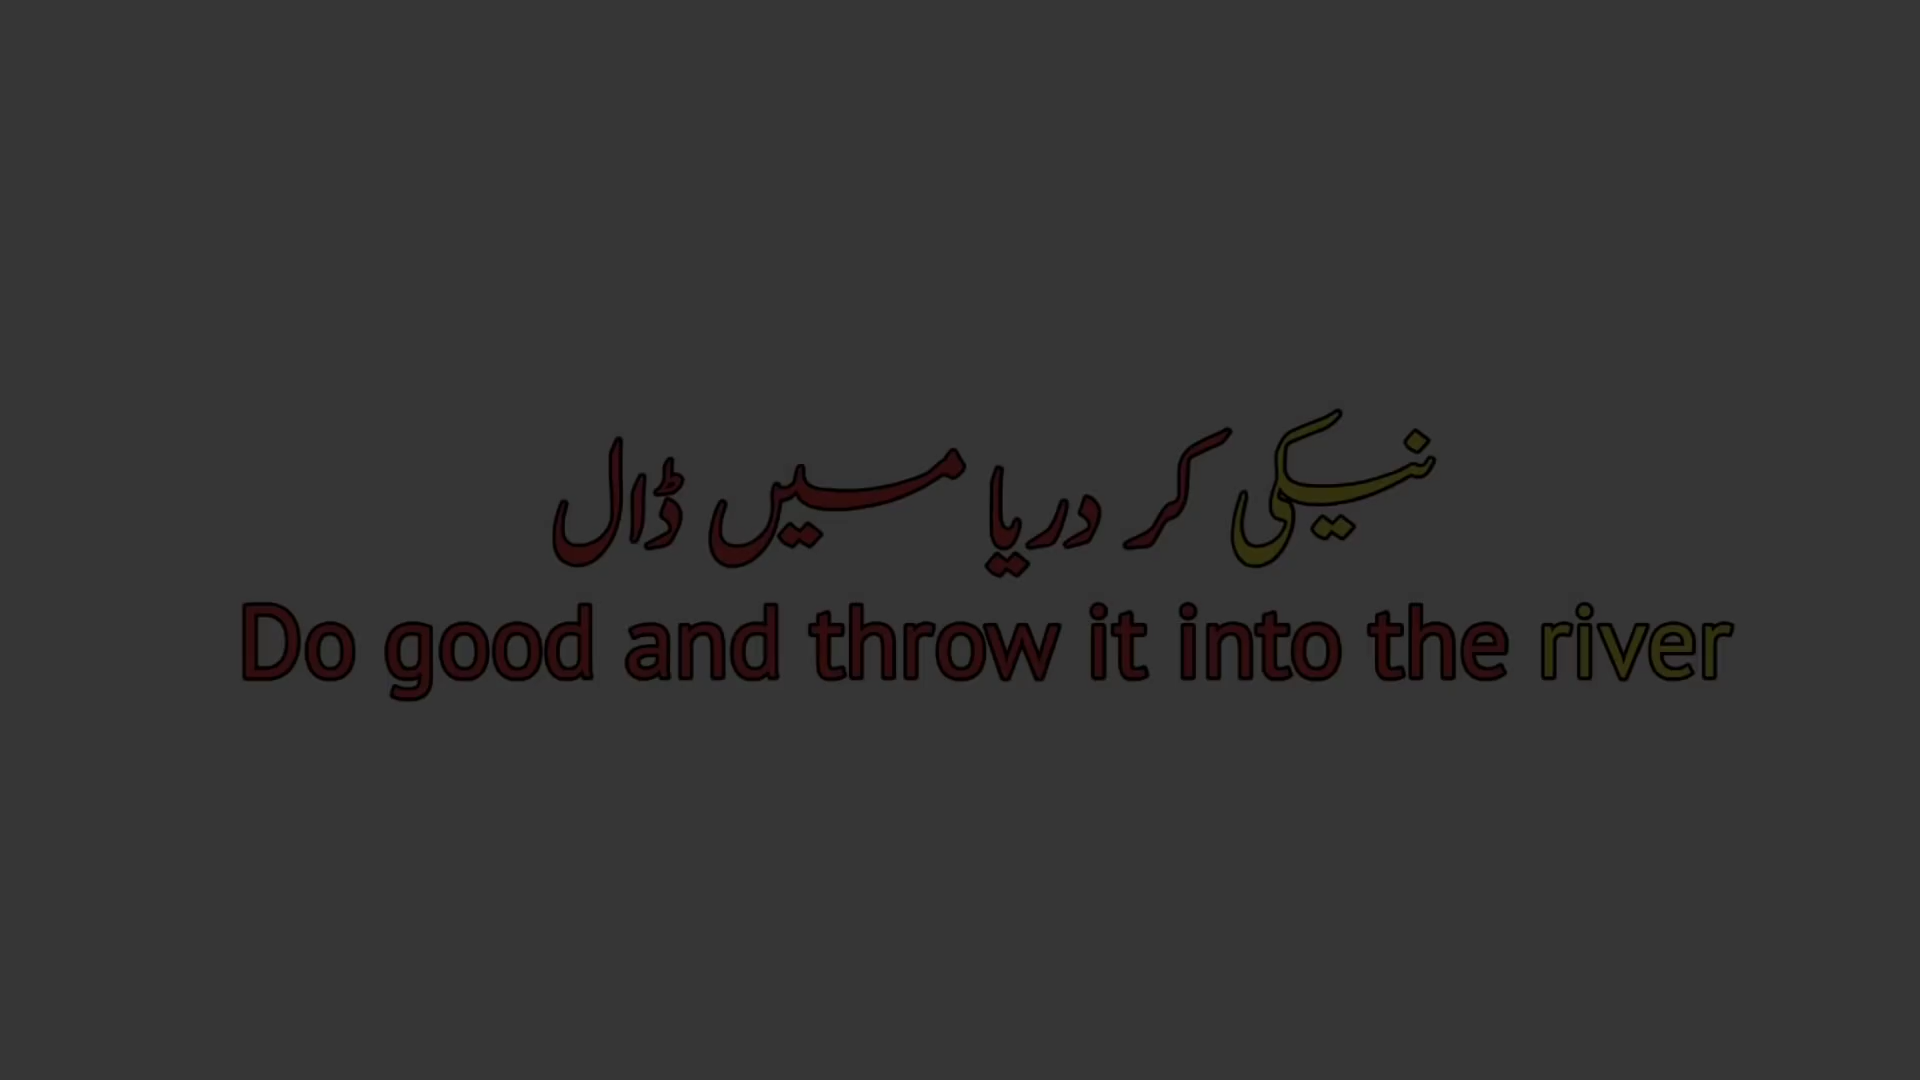 نیکی کر دریا میں ڈال
Do good and throw it into the river